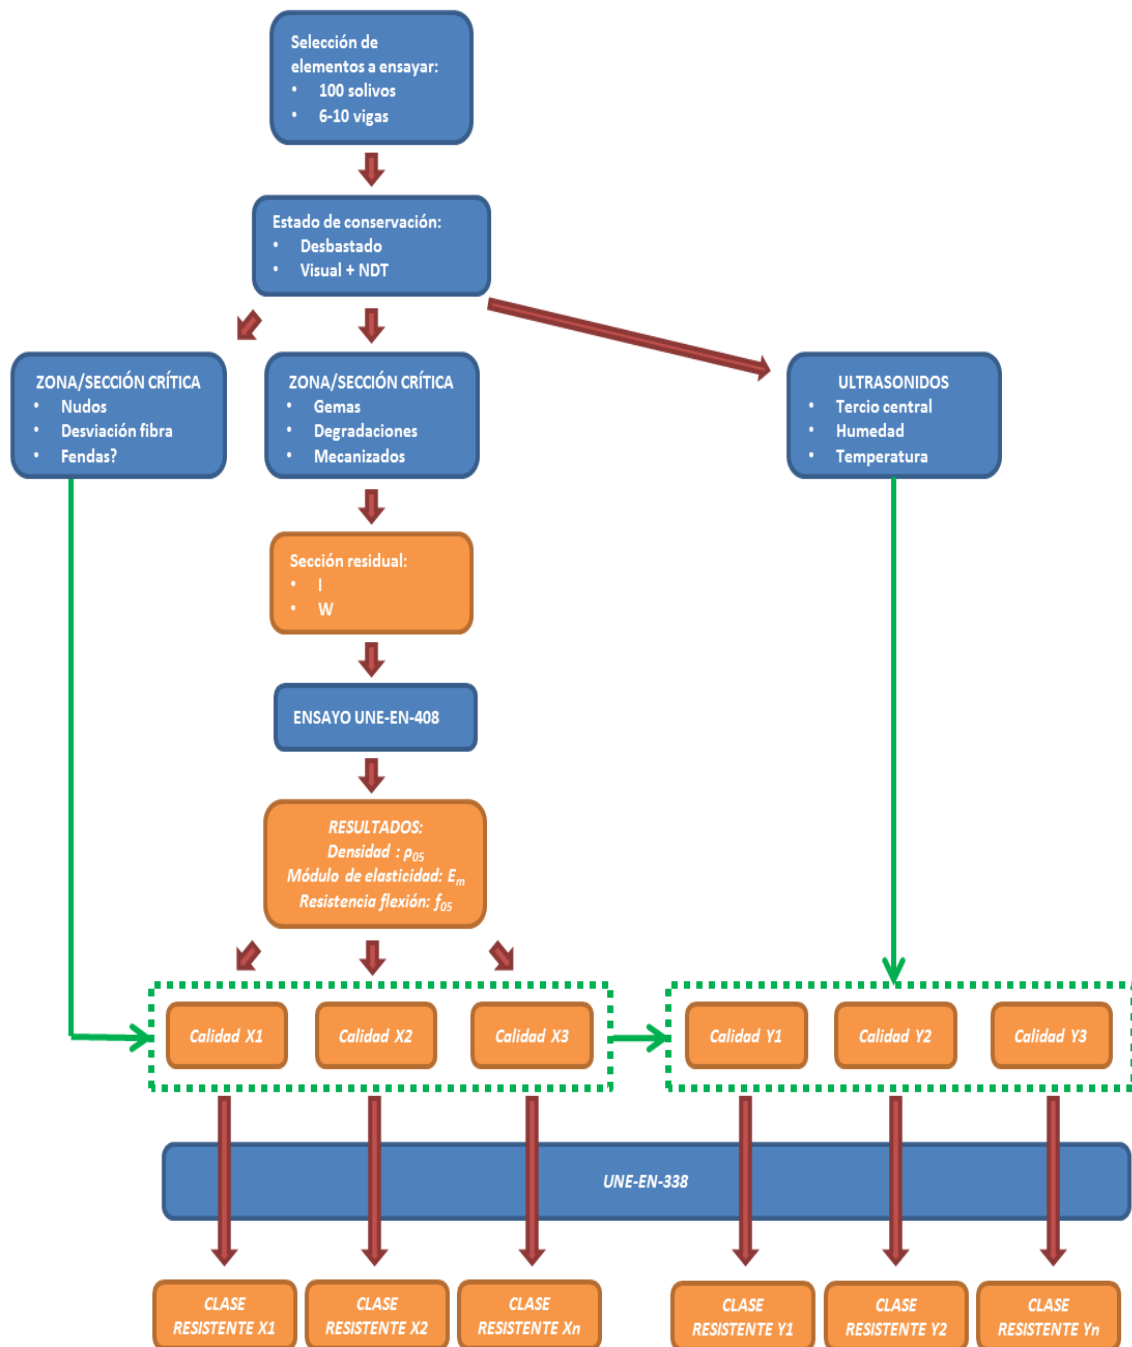 Selección de
elementos a ensayar:
• 100 solivos
• 6-10 vigas
Estado de conservación:
• Desbastado
• Visual + NDT
ZONA/SECCIÓN CRÍTICA
• Nudos
• Desviación fibra
• Fendas?
ZONA/SECCIÓN CRÍTICA
• Gemas
• Degradaciones
• Mecanizados
ULTRASONIDOS
• Tercio central
• Humedad
• Temperatura
Sección residual:
• I
• W
ENSAYO UNE-EN-408
RESULTADOS:
Densidad : ρ05
Módulo de elasticidad: Em
Resistencia flexión: f05
Calidad X1
Calidad X2
Calidad X3
Calidad Y1
Calidad Y2
Calidad Y3
UNE-EN-338
CLASE
RESISTENTE X1
CLASE
RESISTENTE X2
CLASE
RESISTENTE Xn
CLASE
RESISTENTE Y1
CLASE
RESISTENTE Y2
CLASE
RESISTENTE Yn